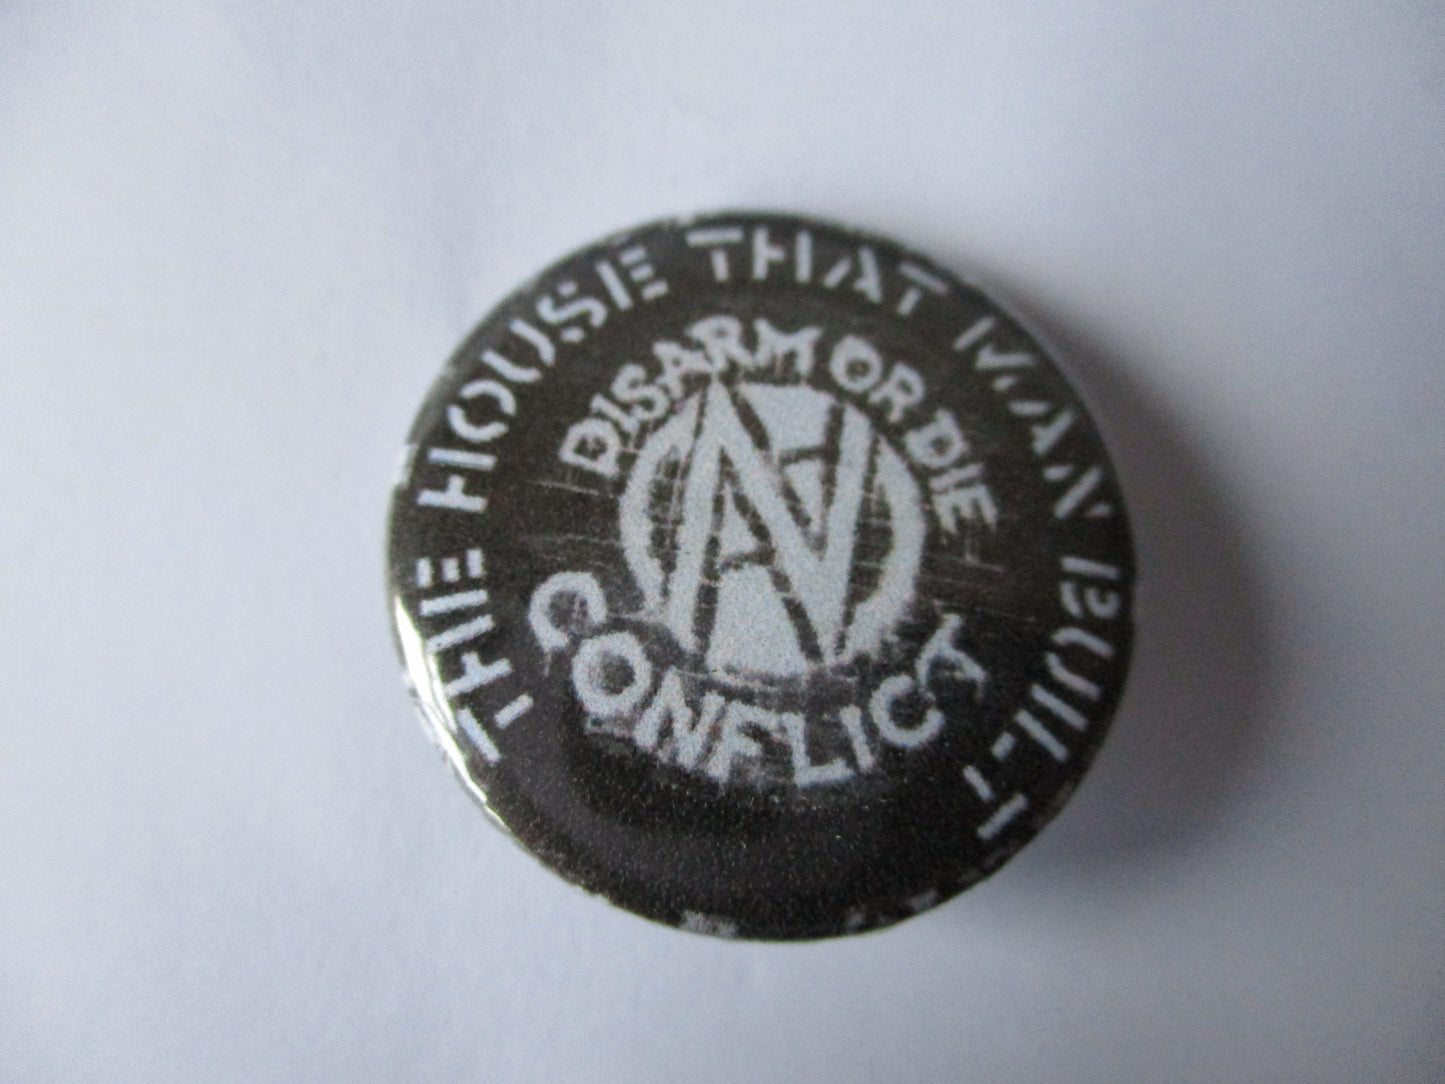 THE HOUSE THAT MAN BUILT
DISARM OR DIE
N
CONFLICT